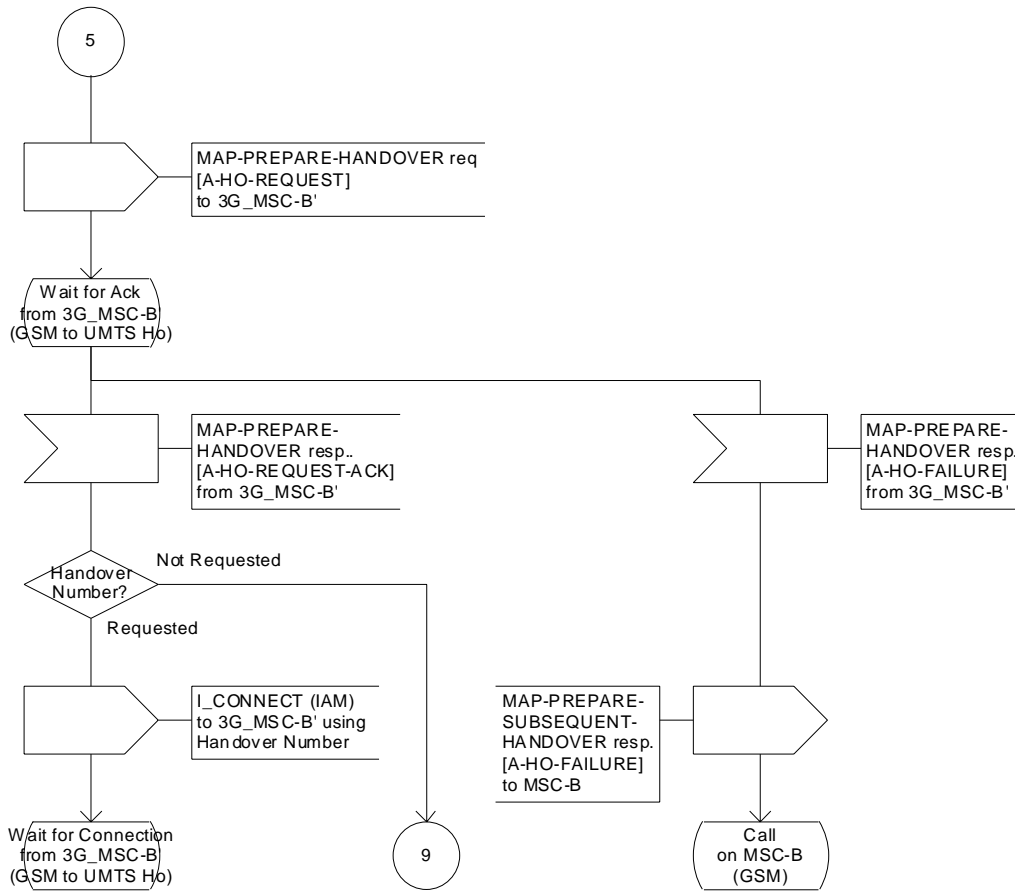 5
MAP-PREPARE-HANDOVER req
[A-HO-REQUEST]
to 3G_MSC-B'
Wait for Ack
from 3G_MSC-B'
(GSM to UMTS Ho)
MAP-PREPARE-
HANDOVER resp..
[A-HO-REQUEST-ACK]
from 3G_MSC-B'
MAP-PREPARE-
HANDOVER resp.
[A-HO-FAILURE]
from 3G_MSC-B'
Handover
Number?
Not Requested
Requested
I_CONNECT (IAM)
to 3G_MSC-B' using
Handover Number
MAP-PREPARE-
SUBSEQUENT-
HANDOVER resp.
[A-HO-FAILURE]
to MSC-B
Wait for Connection
from 3G_MSC-B'
(GSM to UMTS Ho)
9
Call
on MSC-B
(GSM)